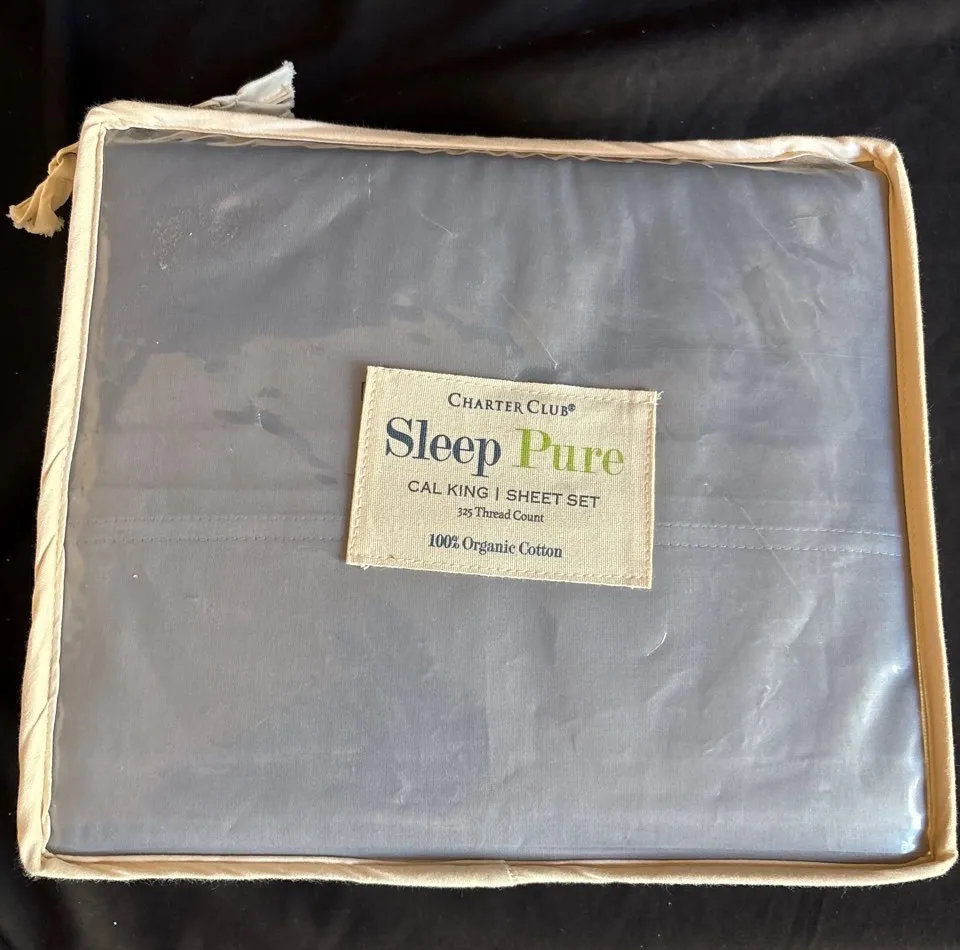 CHARTER CLUB®
Sleep Pure
CAL KING | SHEET SET
325 Thread Count
100% Organic Cotton